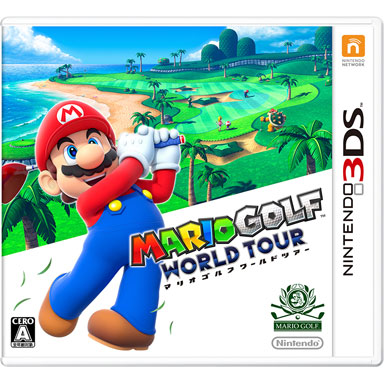 NINTENDO
NETWORK
M
MARIO GOLF
WORLD TOUR
マリオゴルフ ワールドツアー
NINTENDO 3DS
MARIO GOLF
Nintendo
CERO
A